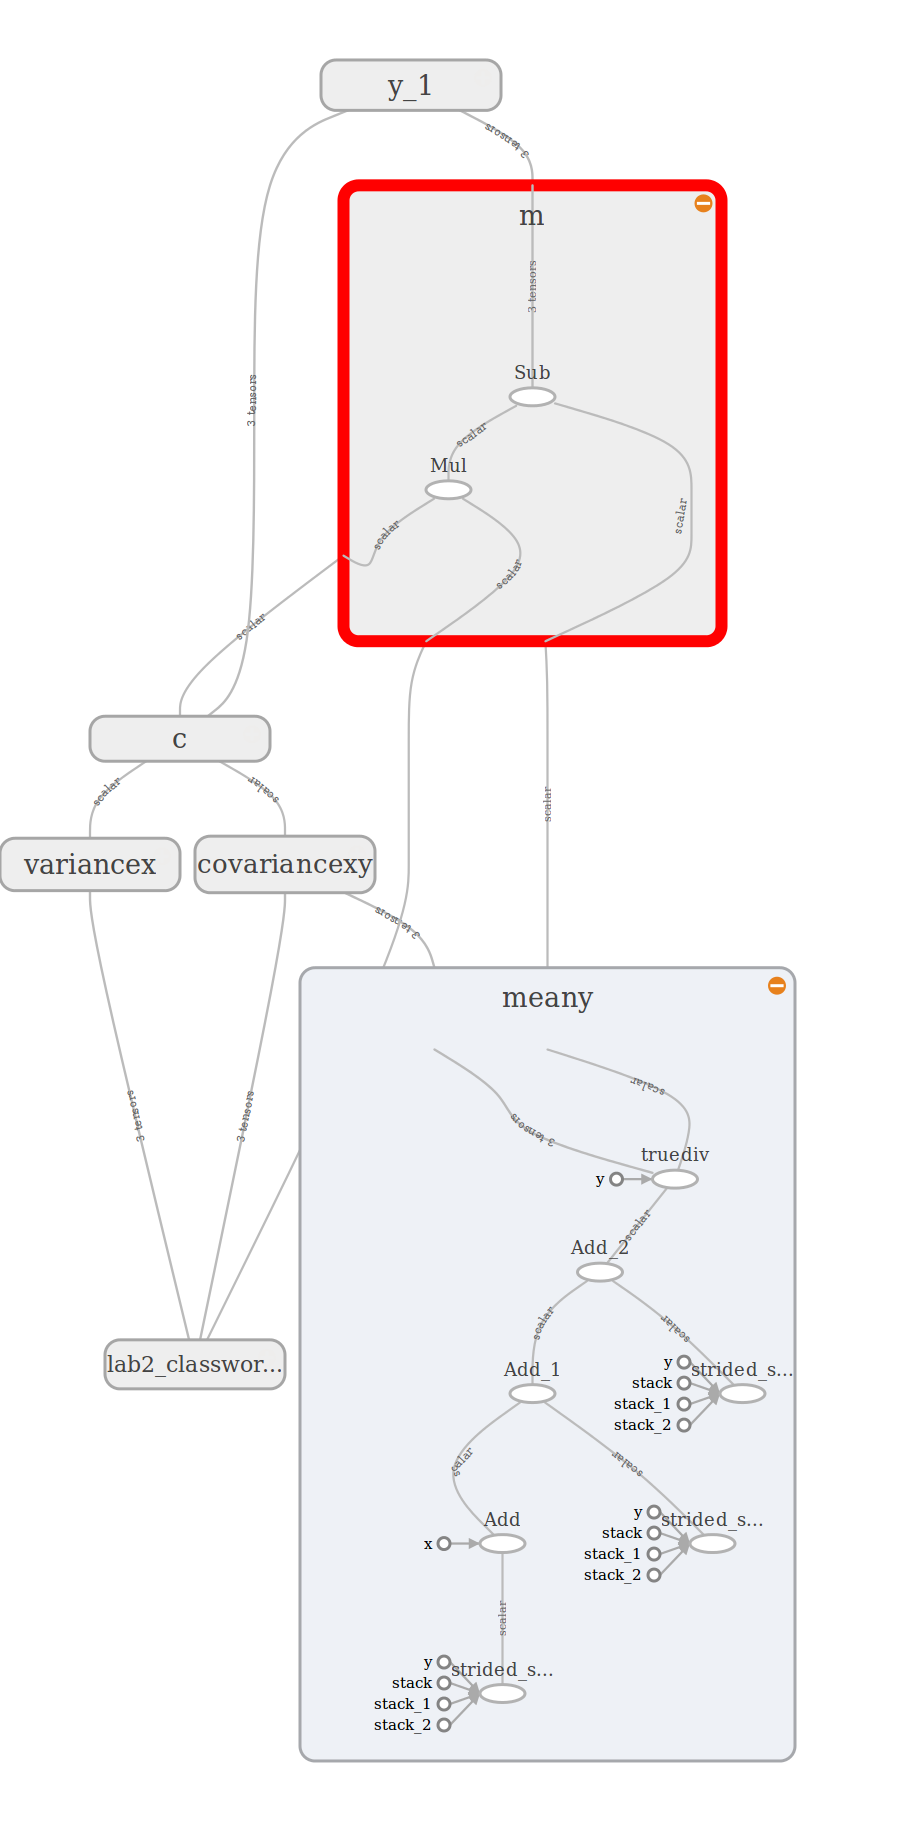 y_1
3 tensors
m
3 tensors
3 tensors
Sub
scalar
Mul
scalar
scalar
scalar
scalar
c
scalar
scalar
scalar
variancex
covariancexy
3 tensors
meany
scalar
3 tensors
3 tensors
3 tensors
truediv
y
scalar
Add_2
scalar
scalar
lab2_classwor...
Add_1
y
strided_s...
stack
stack_1
stack_2
scalar
scalar
Add
x
y
strided_s...
stack
stack_1
stack_2
scalar
y
strided_s...
stack
stack_1
stack_2